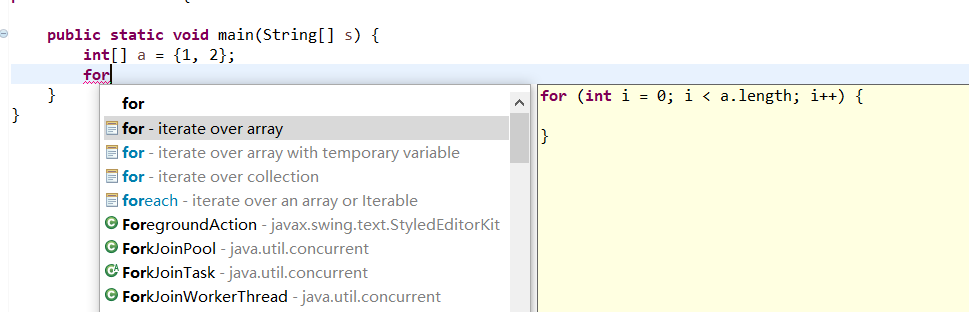 public static void main(String[] s) {
int[] a = {1, 2};
for
}
}
for
for - iterate over array
for - iterate over array with temporary variable
for - iterate over collection
foreach - iterate over an array or Iterable
ForegroundAction - javax.swing.text.StyledEditorKit
ForkJoinPool - java.util.concurrent
ForkJoinTask - java.util.concurrent
ForkJoinWorkerThread - java.util.concurrent
for (int i = 0; i < a.length; i++) {
}